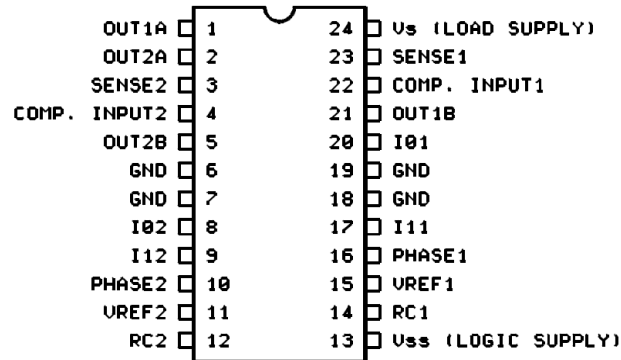 OUT1A 1 24 Vs (LOAD SUPPLY)
OUT2A 2 23 SENSE1
SENSE2 3 22 COMP. INPUT1
COMP. INPUT2 4 21 OUT1B
OUT2B 5 20 I01
GND 6 19 GND
GND 7 18 GND
I02 8 17 I11
I12 9 16 PHASE1
PHASE2 10 15 VREF1
VREF2 11 14 RC1
RC2 12 13 Vss (LOGIC SUPPLY)